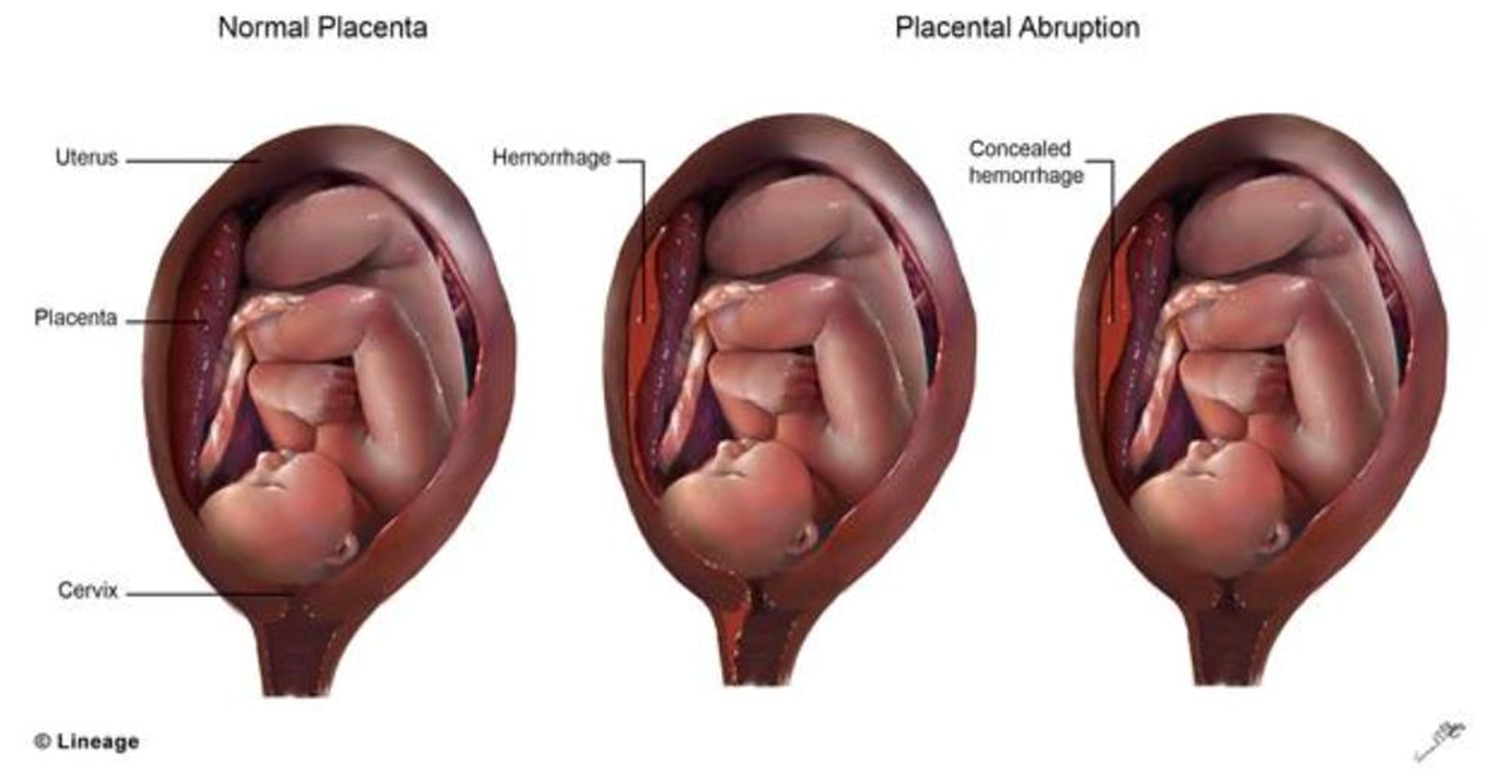 Normal Placenta
Placental Abruption
Uterus
Hemorrhage
Concealed
hemorrhage
Placenta
Cervix
© Lineage